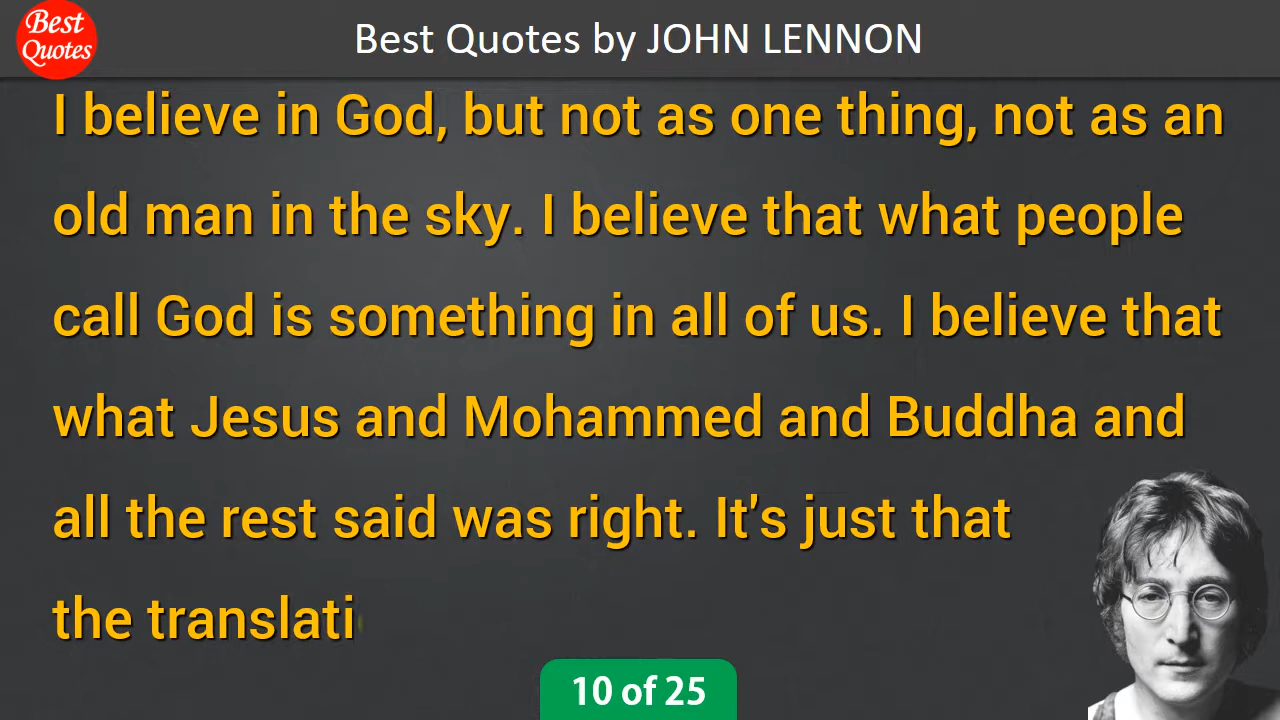 Best
Quotes
Best Quotes by JOHN LENNON
I believe in God, but not as one thing, not as an
old man in the sky. I believe that what people
call God is something in all of us. I believe that
what Jesus and Mohammed and Buddha and
all the rest said was right. It's just that
the translati
10 of 25